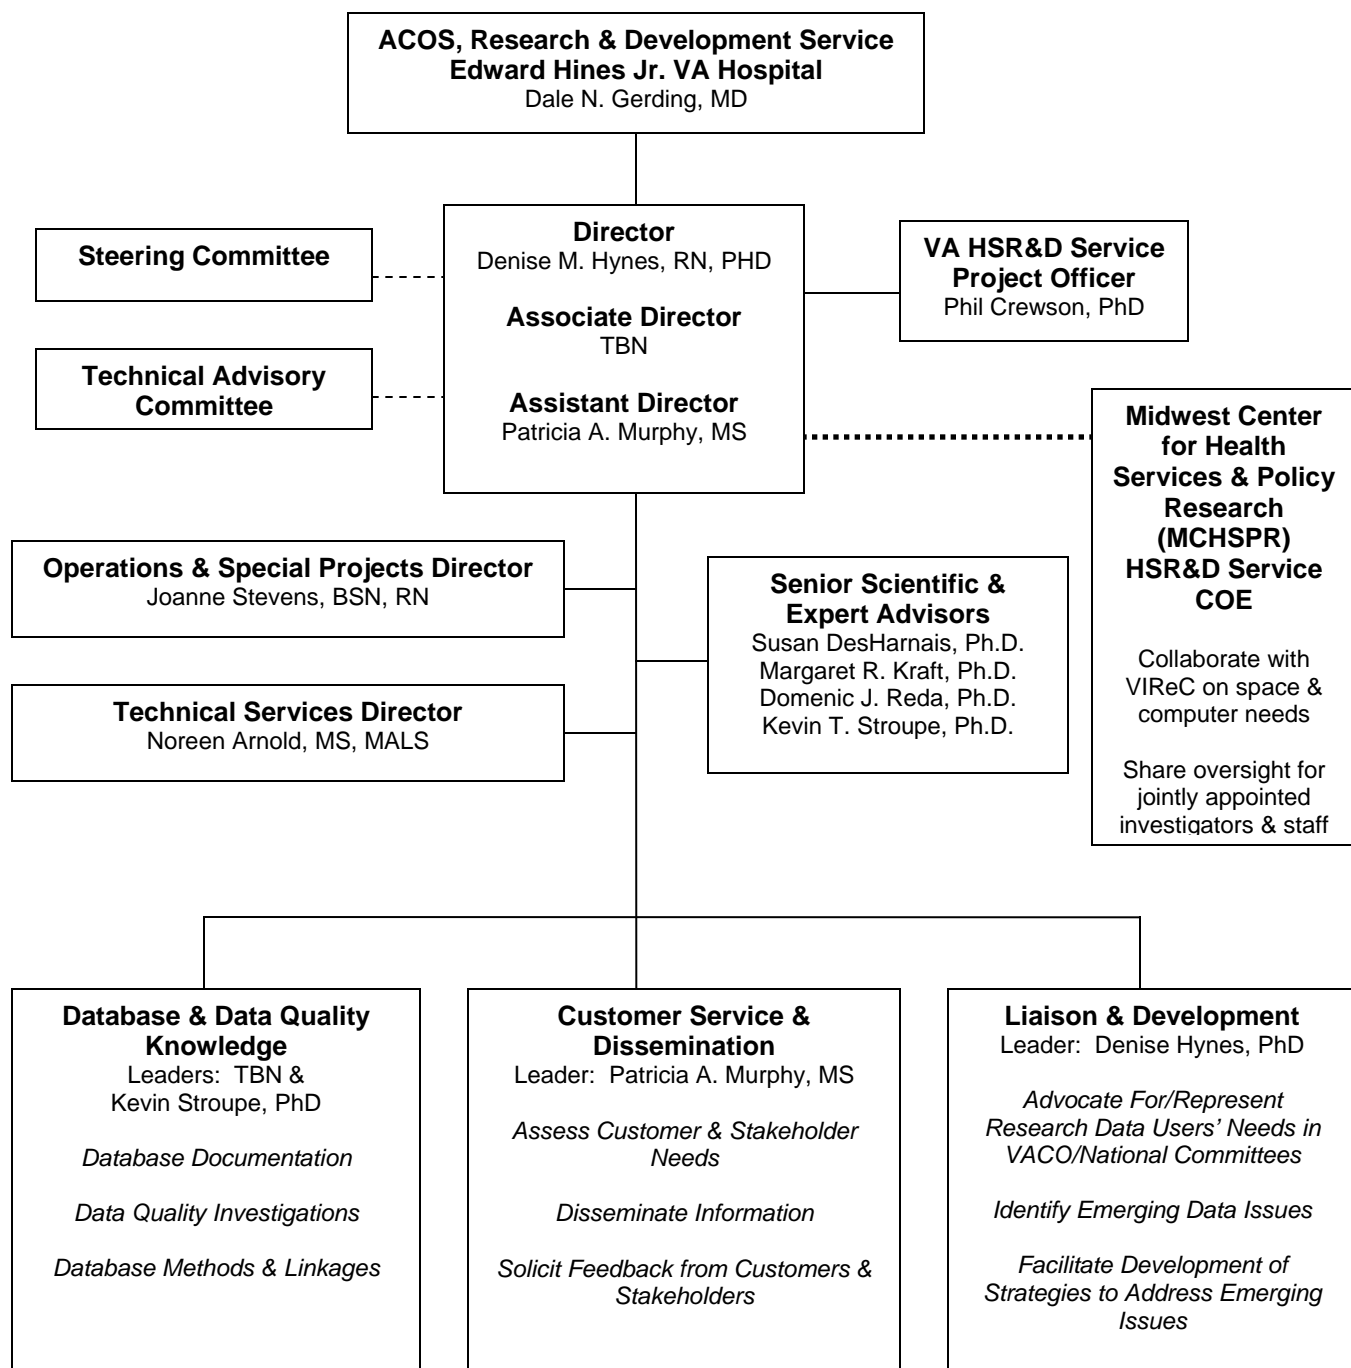 ACOS, Research & Development Service
Edward Hines Jr. VA Hospital
Dale N. Gerding, MD
Steering Committee
Technical Advisory
Committee
Director
Denise M. Hynes, RN, PHD
Associate Director
TBN
Assistant Director
Patricia A. Murphy, MS
VA HSR&D Service
Project Officer
Phil Crewson, PhD
Midwest Center
for Health
Services & Policy
Research
(MCHSPR)
HSR&D Service
COE
Collaborate with
VIReC on space &
computer needs
Share oversight for
jointly appointed
investigators & staff
Operations & Special Projects Director
Joanne Stevens, BSN, RN
Technical Services Director
Noreen Arnold, MS, MALS
Senior Scientific &
Expert Advisors
Susan DesHarnais, Ph.D.
Margaret R. Kraft, Ph.D.
Domenic J. Reda, Ph.D.
Kevin T. Stroupe, Ph.D.
Database & Data Quality
Knowledge
Leaders:  TBN &
Kevin Stroupe, PhD
Database Documentation
Data Quality Investigations
Database Methods & Linkages
Customer Service &
Dissemination
Leader:  Patricia A. Murphy, MS
Assess Customer & Stakeholder
Needs
Disseminate Information
Solicit Feedback from Customers &
Stakeholders
Liaison & Development
Leader:  Denise Hynes, PhD
Advocate For/Represent
Research Data Users’ Needs in
VACO/National Committees
Identify Emerging Data Issues
Facilitate Development of
Strategies to Address Emerging
Issues